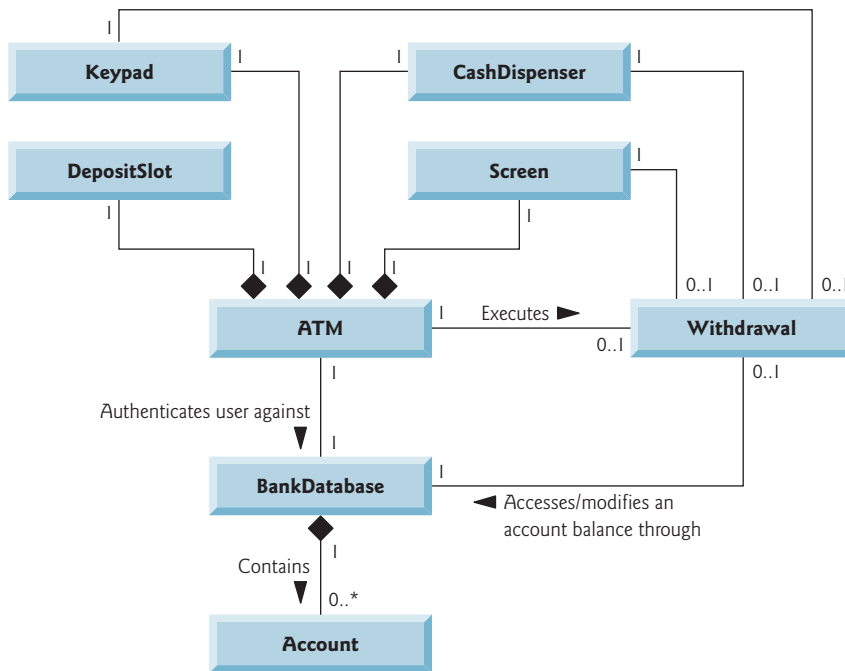 1
Keypad
1
1
CashDispenser
1
DepositSlot
1
Screen
1
1
1
1
1
1
1
0..1
0..1
0..1
ATM
1
Executes
0..1
Withdrawal
1
0..1
Authenticates user against
1
BankDatabase
1
Accesses/modifies an
account balance through
1
Contains
0..*
Account